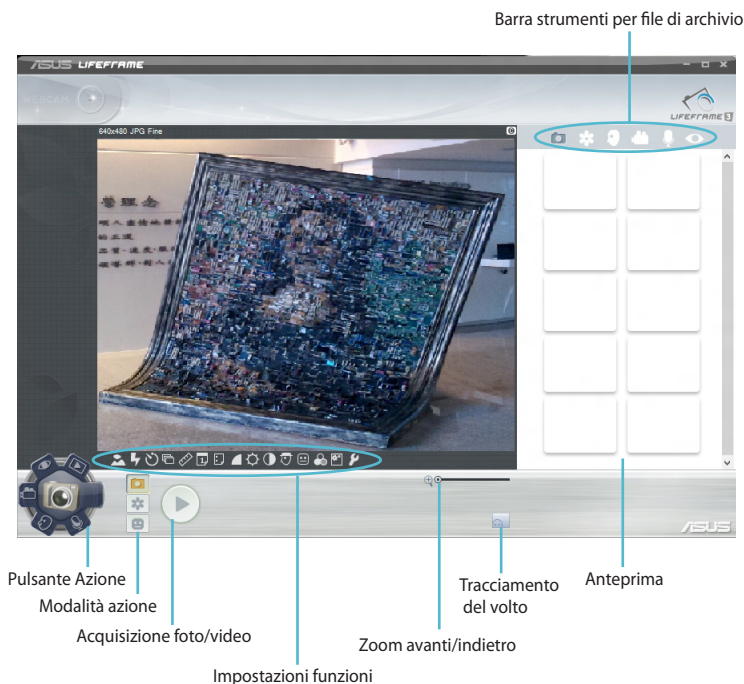 Barra strumenti per file di archivio
ASUS LIFEFRAME
WEBCAM
LIFEFRAME 3
640x480 JPG Fine
ASUS
Pulsante Azione
Modalità azione
Acquisizione foto/video
Impostazioni funzioni
Zoom avanti/indietro
Tracciamento
del volto
Anteprima